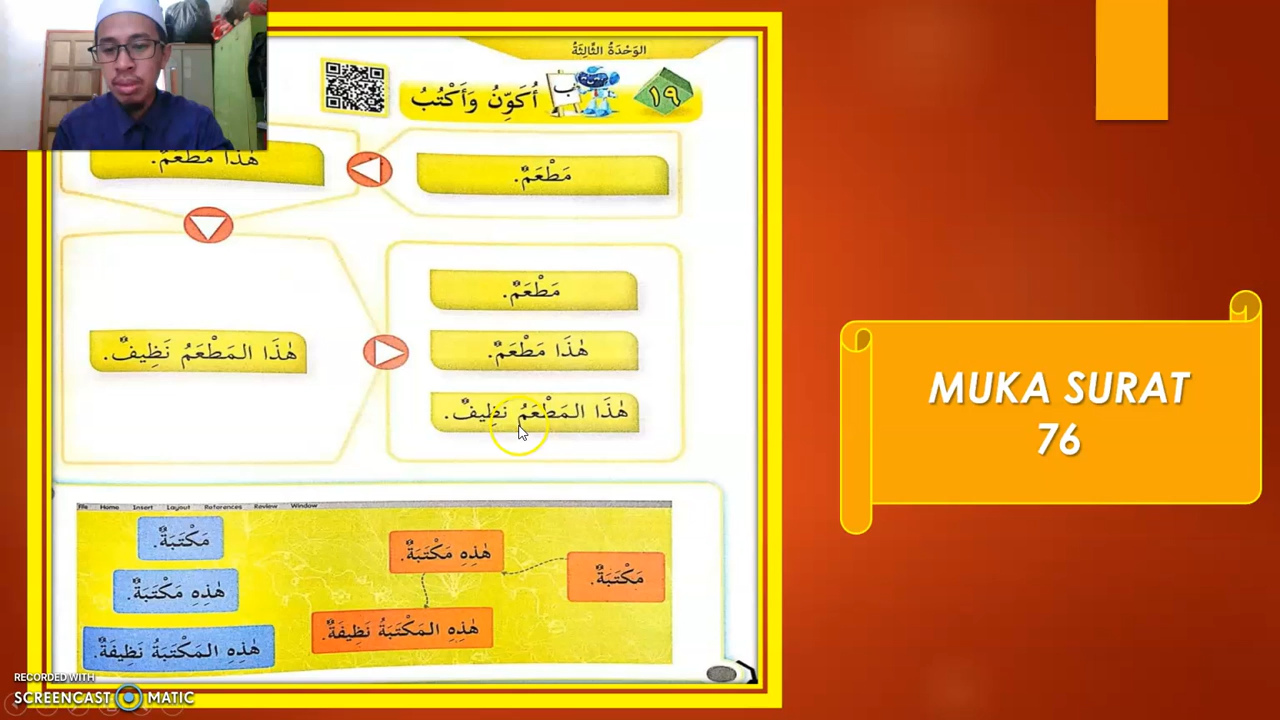 الوَحْدَةُ الثَّالِثَةُ
١٩
ب
أُكَوِّنُ وَأَكْتُبُ
مَطْعَمٌ.
هٰذَا مَطْعَمٌ.
مَطْعَمٌ.
هٰذَا مَطْعَمٌ.
هٰذَا المَطْعَمُ نَظِيفٌ.
هٰذَا المَطْعَمُ نَظِيفٌ.
File Home Insert Layout References Review Window
مَكْتَبَةٌ.
هٰذِهِ مَكْتَبَةٌ.
هٰذِهِ المَكْتَبَةُ نَظِيفَةٌ.
مَكْتَبَةٌ.
هٰذِهِ مَكْتَبَةٌ.
هٰذِهِ المَكْتَبَةُ نَظِيفَةٌ.
MUKA SURAT
76
RECORDED WITH
SCREENCAST MATIC